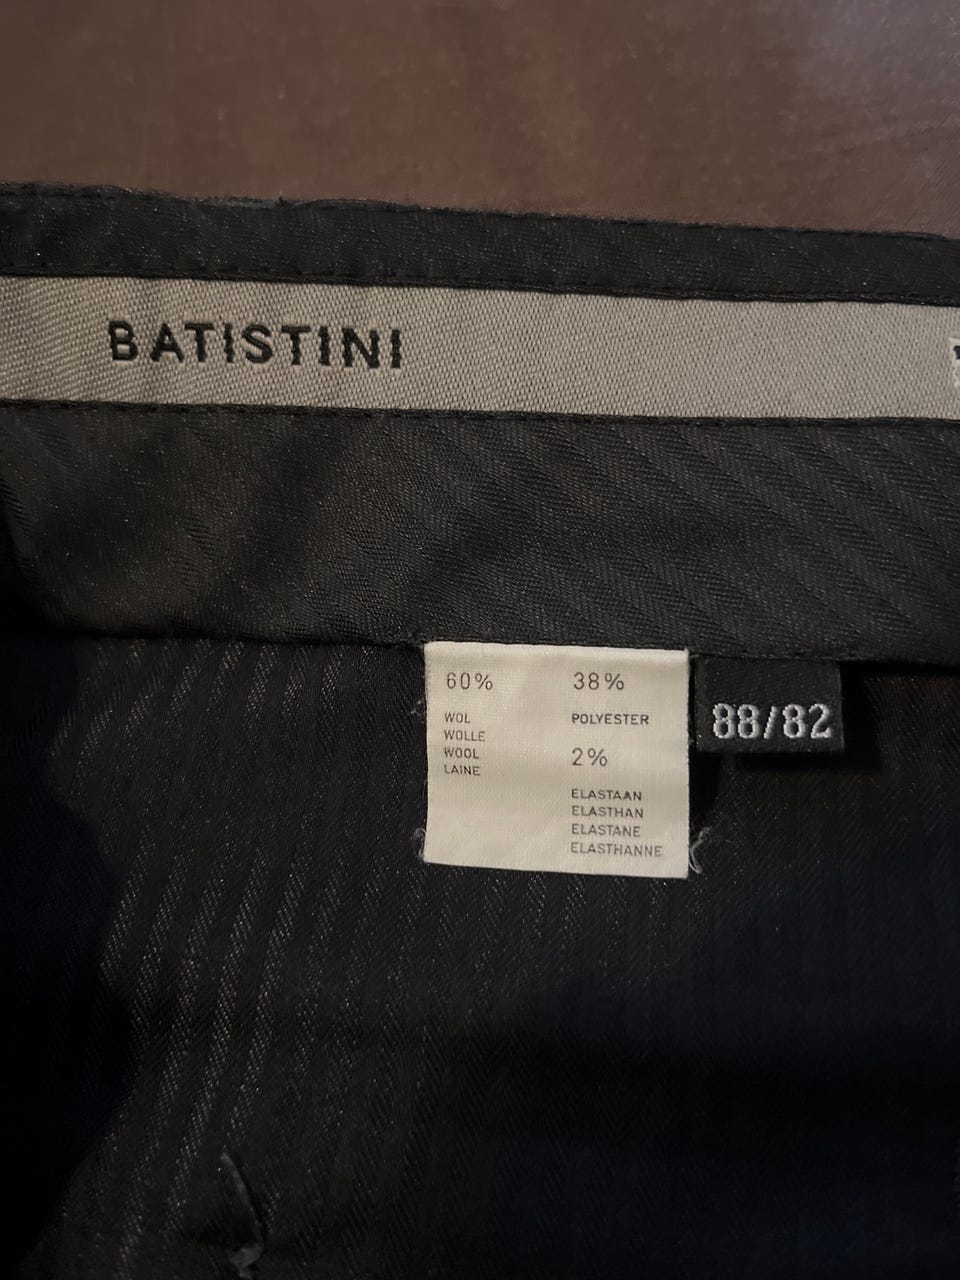 BATISTINI
60%
WOL
WOLLE
WOOL
LAINE
38%
POLYESTER
2%
ELASTAAN
ELASTHAN
ELASTANE
ELASTHANNE
88/82